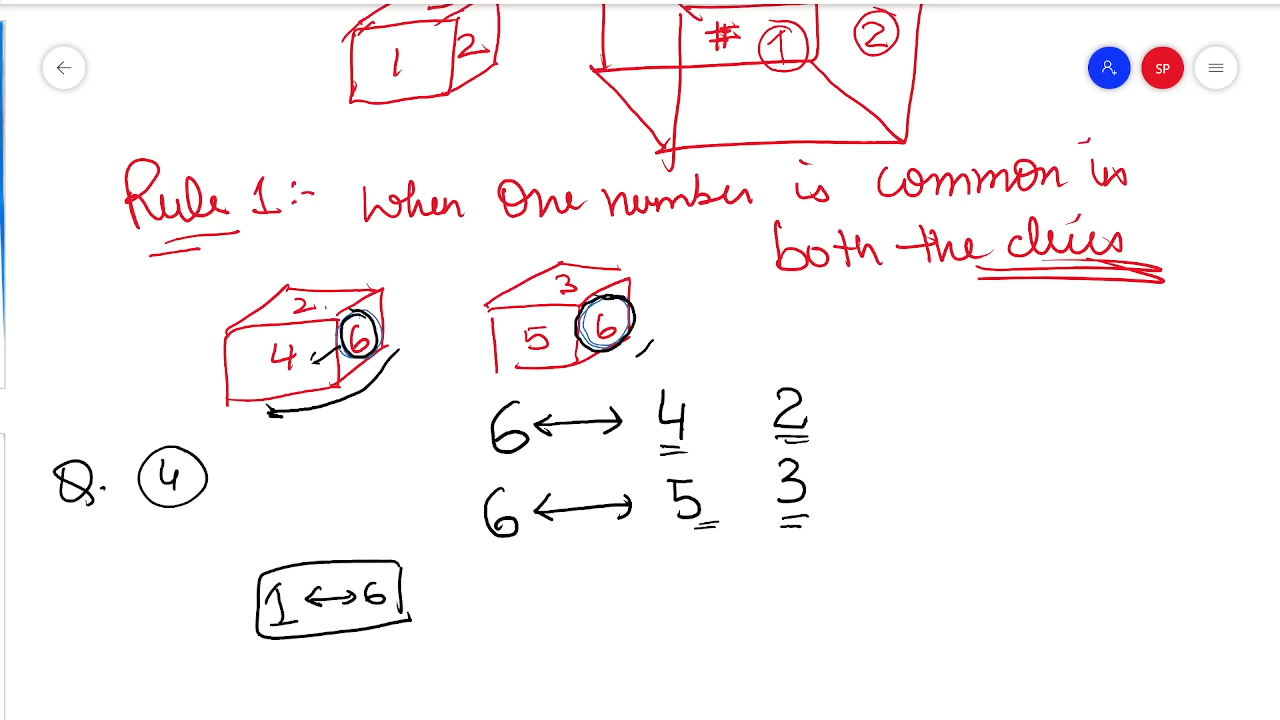 1 2 # 1 2
SP
Rule 1:- when one number is common in
both the dices
2 4 6
3 5 6
6 ↔ 4 2
Q. 4
6 ↔ 5 3
1 ↔ 6